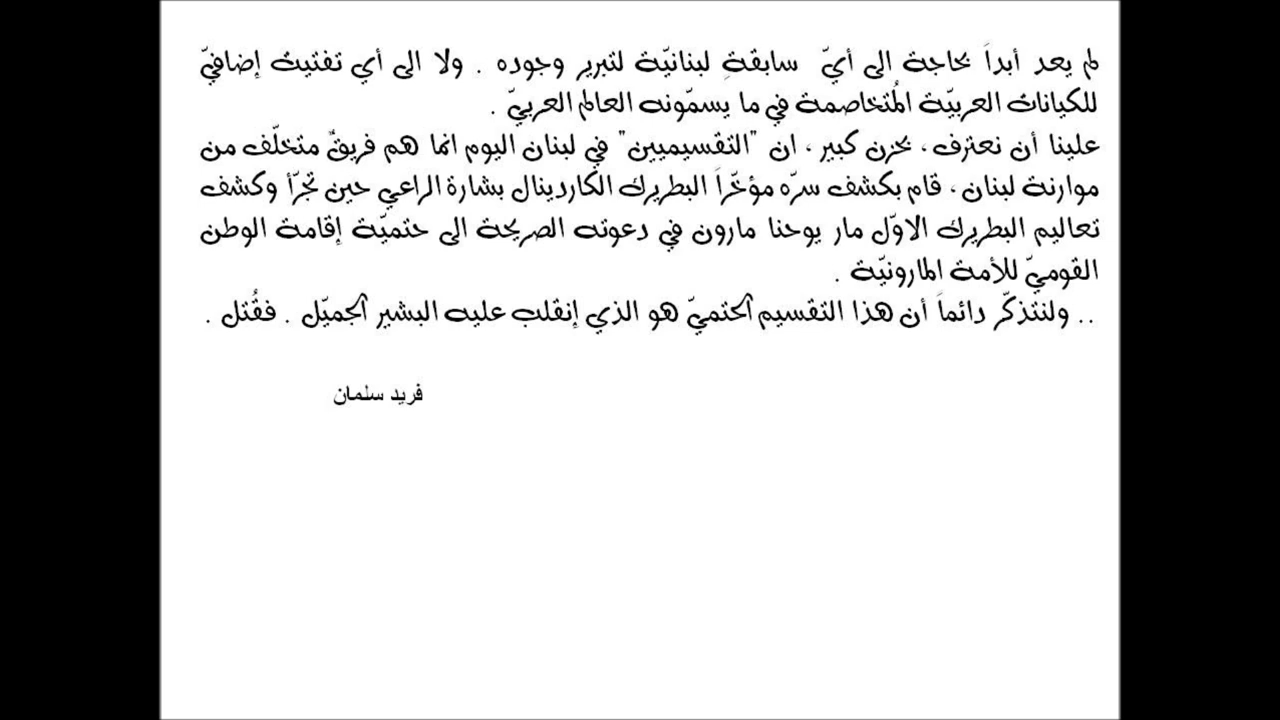 لم يعد أبداً بحاجة الى أيّ سابقةِ لبنانيّة لتبرير وجوده . ولا الى أي تفتيت إضافيّ
للكيانات العربيّة المُتخاصمة في ما يسمّونه العالم العربيّ .
علينا أن نعترف ، بحزن كبير ، ان "التقسيميين" في لبنان اليوم انما هم فريقٌ متخلّف من
موارنة لبنان ، قام بكشف سرّه مؤخّراً البطريرك الكاردينال بشارة الراعي حين تجرّأ وكشف
تعاليم البطريرك الاوّل مار يوحنا مارون في دعوته الصريحة الى حتميّة إقامة الوطن
القوميّ للأمة المارونيّة .
.. ولنتذكّر دائماً أن هذا التقسيم الحتميّ هو الذي إنقلب عليه البشير الجميّل . فقُتل .
فريد سلمان